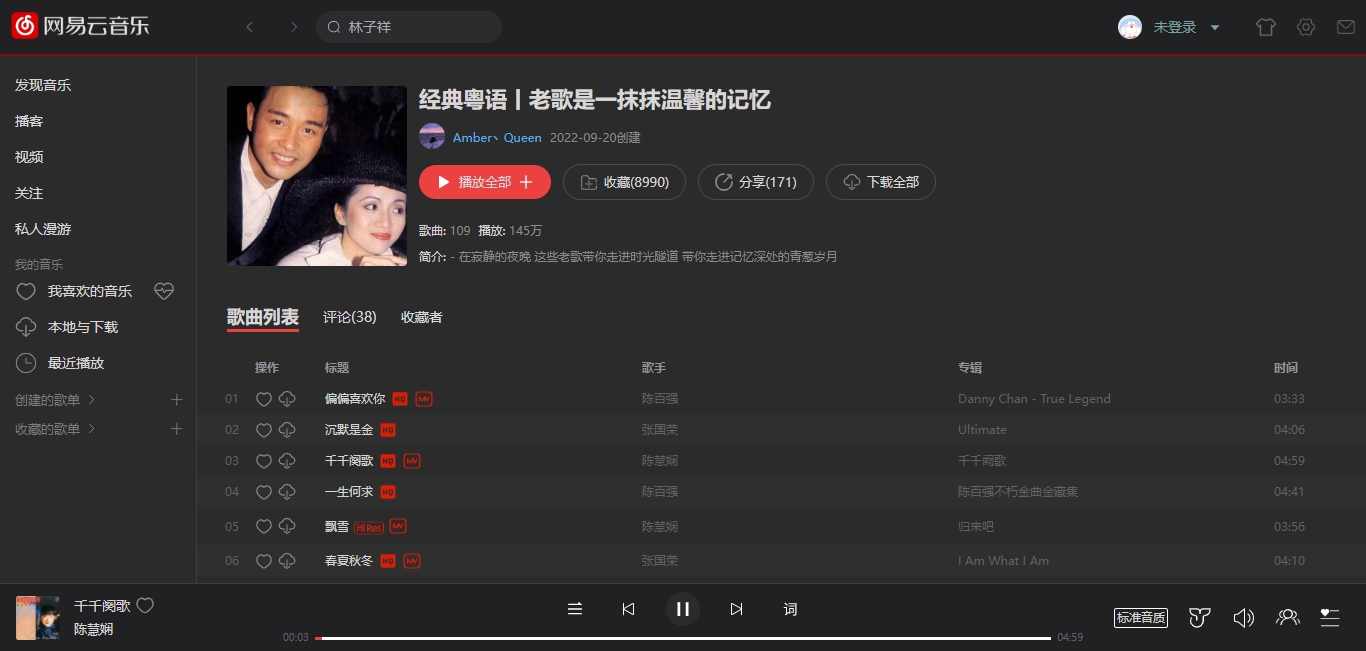 网易云音乐
林子祥
未登录
发现音乐
播客
视频
关注
私人漫游
我的音乐
我喜欢的音乐
本地与下载
最近播放
创建的歌单
收藏的歌单
经典粤语丨老歌是一抹抹温馨的记忆
Amber丶 Queen 2022-09-20创建
播放全部
收藏(8990)
分享(171)
下载全部
歌曲: 109 播放: 145万
简介: - 在寂静的夜晚 这些老歌带你走进时光隧道 带你走进记忆深处的青葱岁月
歌曲列表 评论(38) 收藏者
操作 标题 歌手 专辑 时间
01 偏偏喜欢你 HQ MV 陈百强 Danny Chan - True Legend 03:33
02 沉默是金 HQ 张国荣 Ultimate 04:06
03 千千阕歌 HQ MV 陈慧娴 千千阙歌 04:59
04 一生何求 HQ 陈百强 陈百强不朽金曲金藏集 04:41
05 飘雪 Hi Res MV 陈慧娴 归来吧 03:56
06 春夏秋冬 HQ MV 张国荣 I Am What I Am 04:10
千千阕歌
陈慧娴
词
00:03
04:59
标准音质